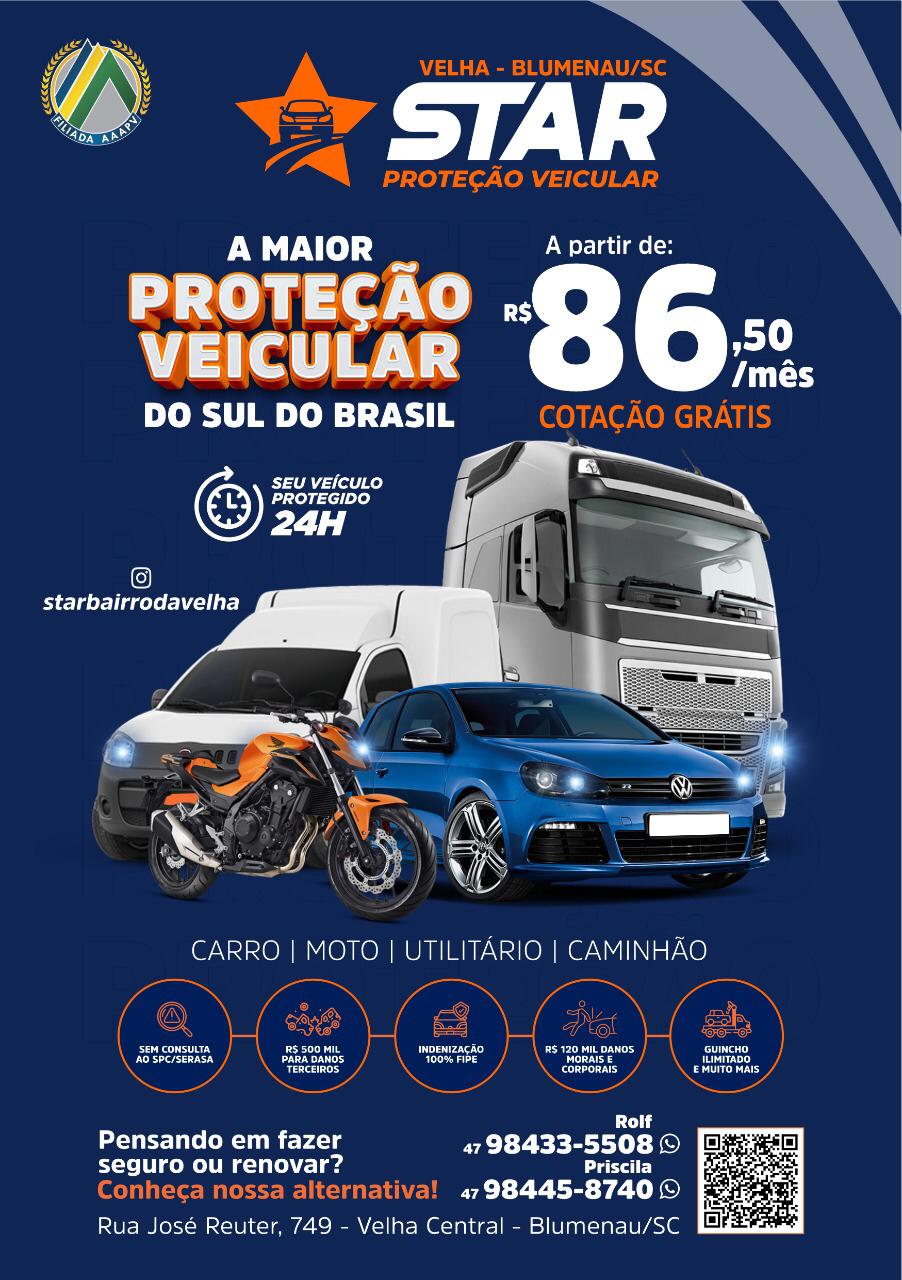 FILIADA AAAPV
VELHA - BLUMENAU/SC
STAR
PROTEÇÃO VEICULAR
A MAIOR
PROTEÇÃO
VEICULAR
DO SUL DO BRASIL
A partir de:
R$86,50
/mês
COTAÇÃO GRÁTIS
SEU VEÍCULO
PROTEGIDO
24H
starbairrodavelha
CARRO | MOTO | UTILITÁRIO | CAMINHÃO
SEM CONSULTA
AO SPC/SERASA
R$ 500 MIL
PARA DANOS
TERCEIROS
INDENIZAÇÃO
100% FIPE
R$ 120 MIL DANOS
MORAIS E
CORPORAIS
GUINCHO
ILIMITADO
E MUITO MAIS
Pensando em fazer
seguro ou renovar?
Conheça nossa alternativa!
Rolf
47 98433-5508
Priscila
47 98445-8740
Rua José Reuter, 749 - Velha Central - Blumenau/SC